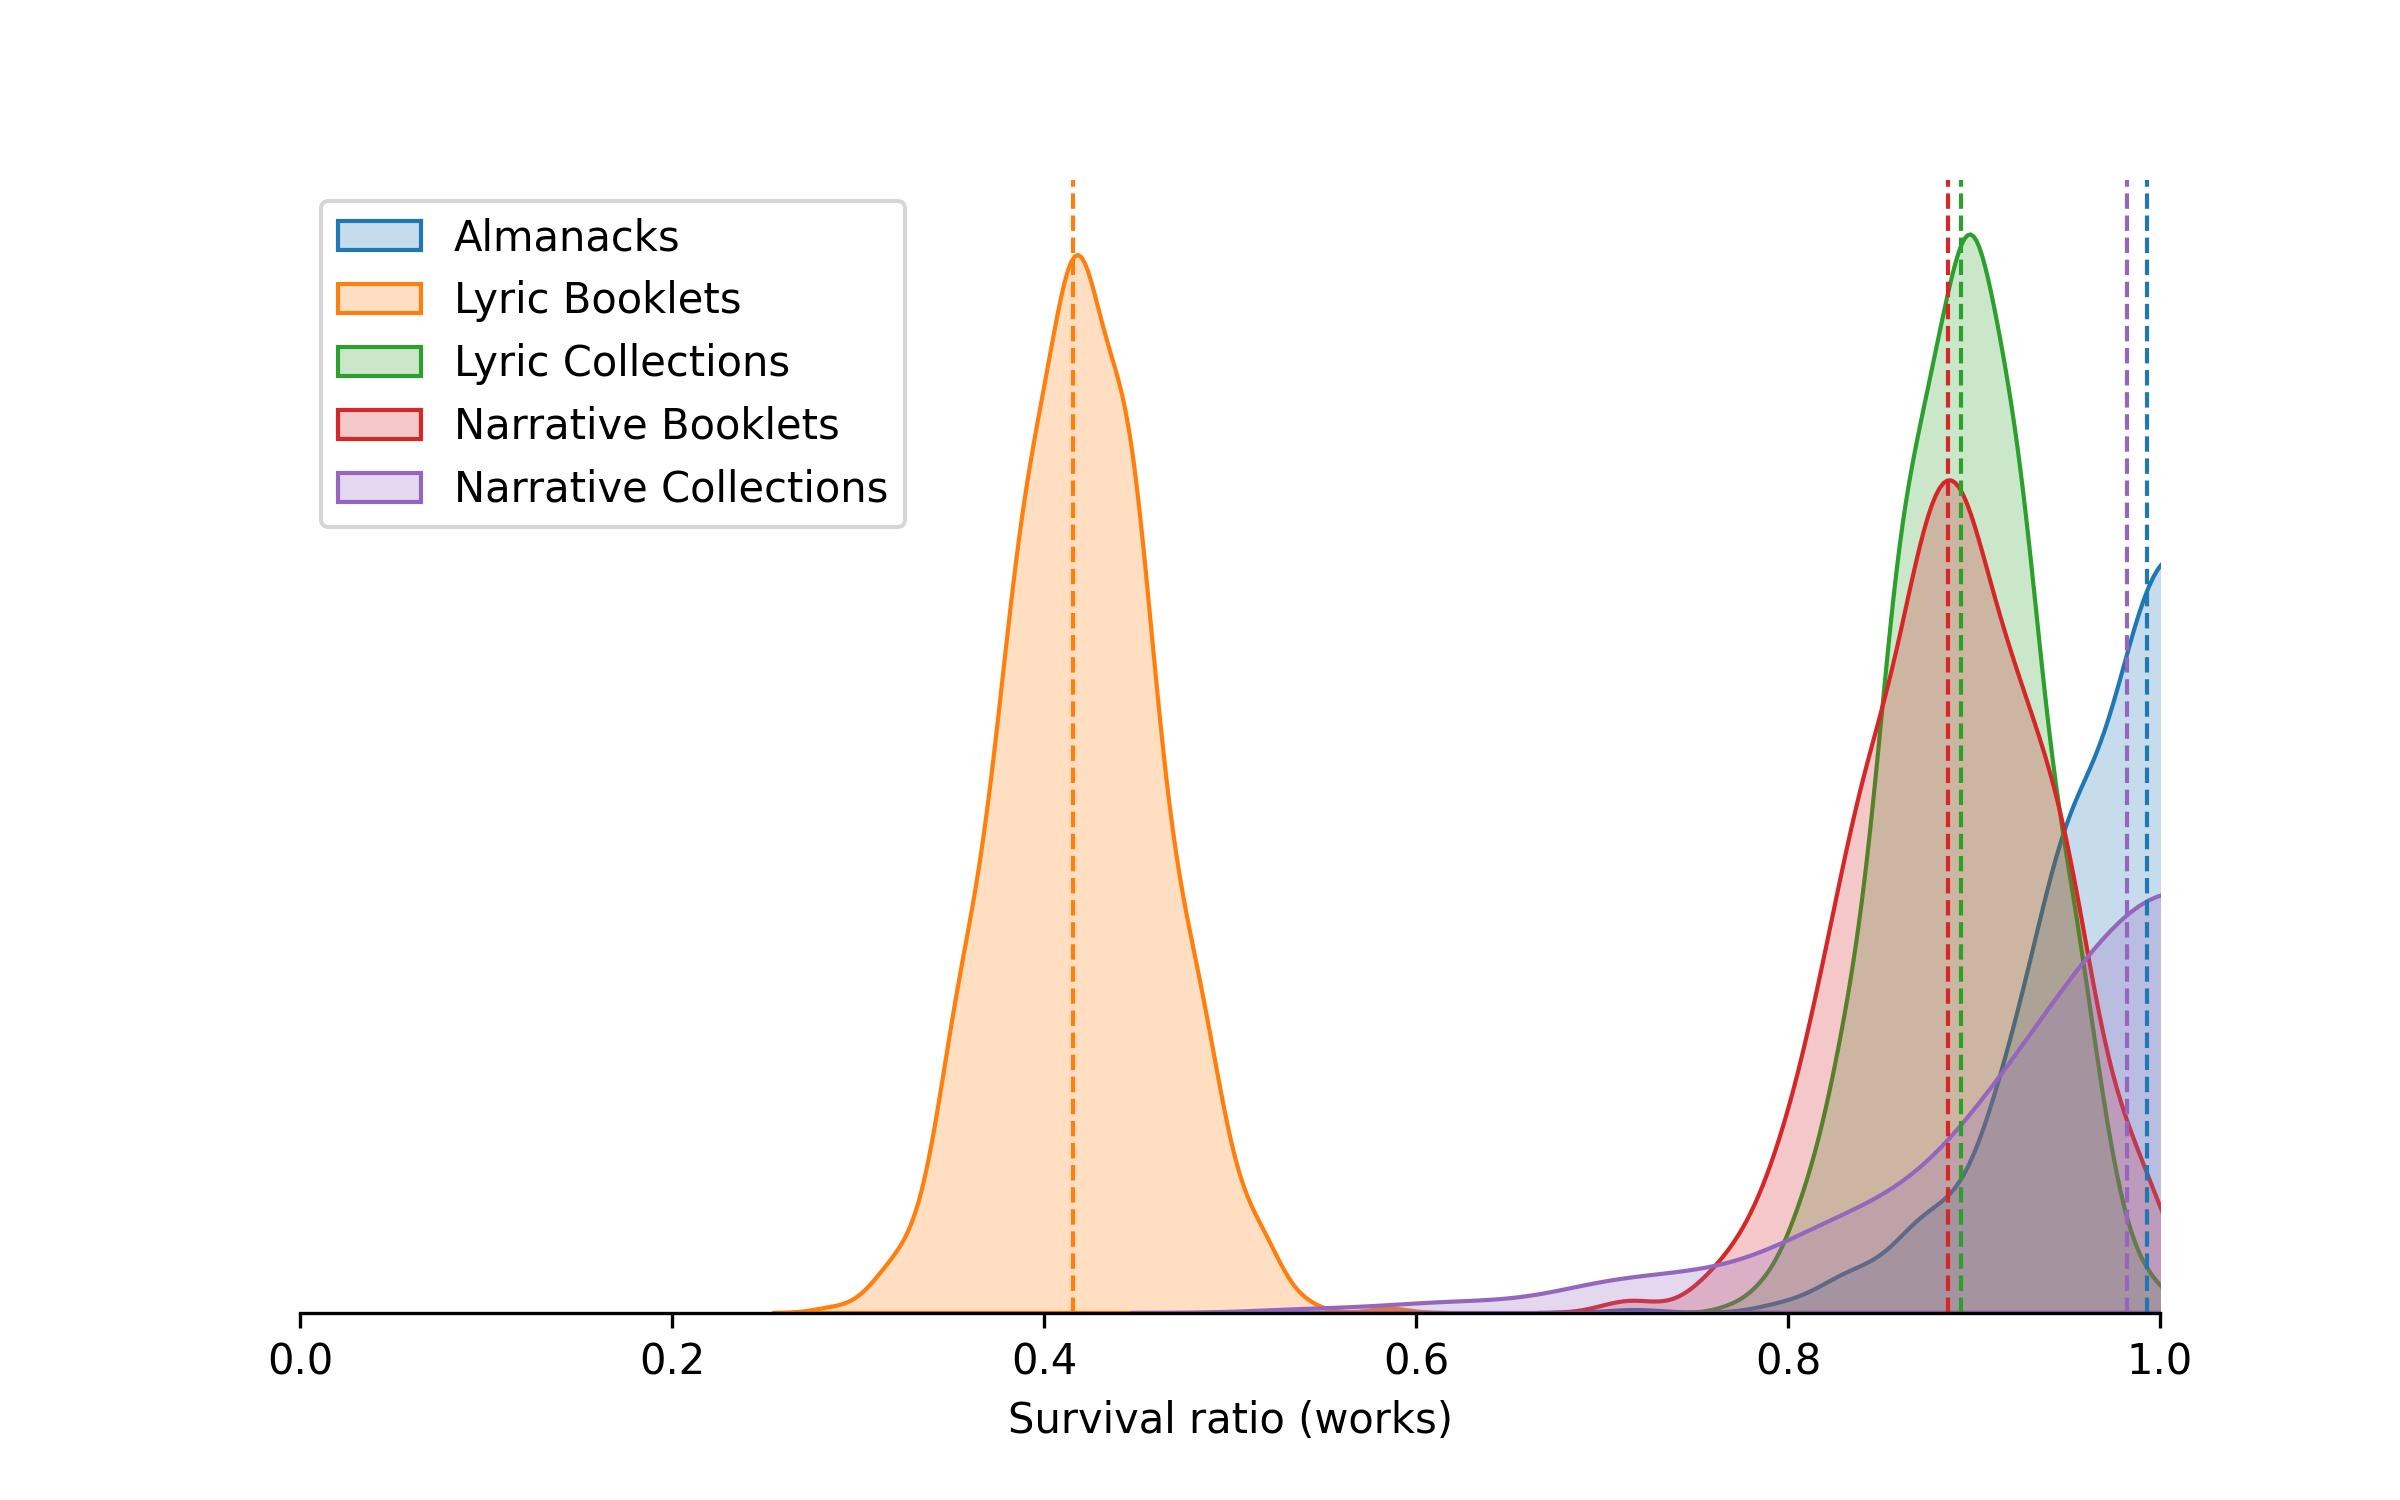 Almanacks
Lyric Booklets
Lyric Collections
Narrative Booklets
Narrative Collections
0.0 0.2 0.4 0.6 0.8 1.0
Survival ratio (works)